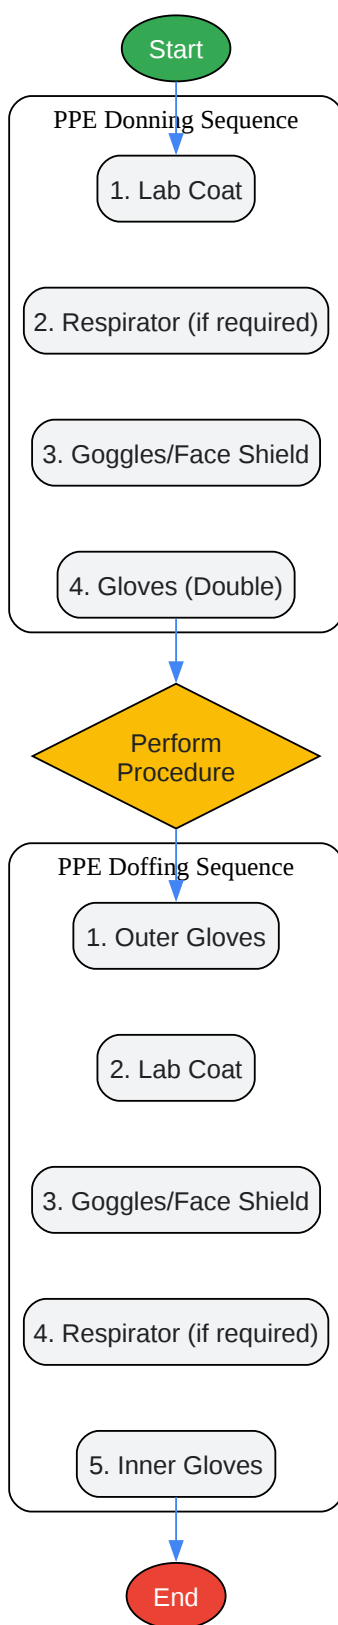 Start
PPE Donning Sequence
1. Lab Coat
2. Respirator (if required)
3. Goggles/Face Shield
4. Gloves (Double)
Perform
Procedure
PPE Doffing Sequence
1. Outer Gloves
2. Lab Coat
3. Goggles/Face Shield
4. Respirator (if required)
5. Inner Gloves
End